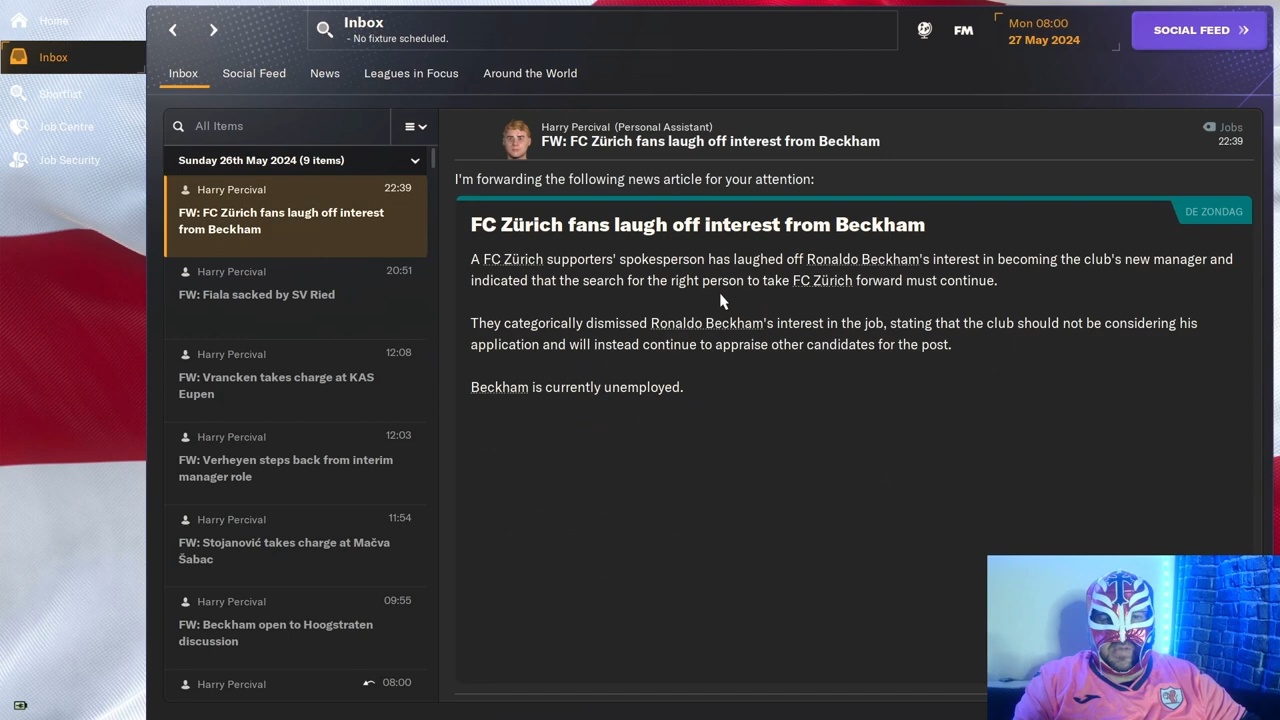 Home
Inbox
Shortlist
Job Centre
Job Security
Inbox
- No fixture scheduled.
FM
Mon 08:00
27 May 2024
SOCIAL FEED
Inbox
Social Feed
News
Leagues in Focus
Around the World
All Items
Sunday 26th May 2024 (9 items)
Harry Percival 22:39
FW: FC Zürich fans laugh off interest
from Beckham
Harry Percival 20:51
FW: Fiala sacked by SV Ried
Harry Percival 12:08
FW: Vrancken takes charge at KAS
Eupen
Harry Percival 12:03
FW: Verheyen steps back from interim
manager role
Harry Percival 11:54
FW: Stojanović takes charge at Mačva
Šabac
Harry Percival 09:55
FW: Beckham open to Hoogstraten
discussion
Harry Percival 08:00
Harry Percival (Personal Assistant)
FW: FC Zürich fans laugh off interest from Beckham
Jobs
22:39
I'm forwarding the following news article for your attention:
FC Zürich fans laugh off interest from Beckham
DE ZONDAG
A FC Zürich supporters' spokesperson has laughed off Ronaldo Beckham's interest in becoming the club's new manager and
indicated that the search for the right person to take FC Zürich forward must continue.
They categorically dismissed Ronaldo Beckham's interest in the job, stating that the club should not be considering his
application and will instead continue to appraise other candidates for the post.
Beckham is currently unemployed.